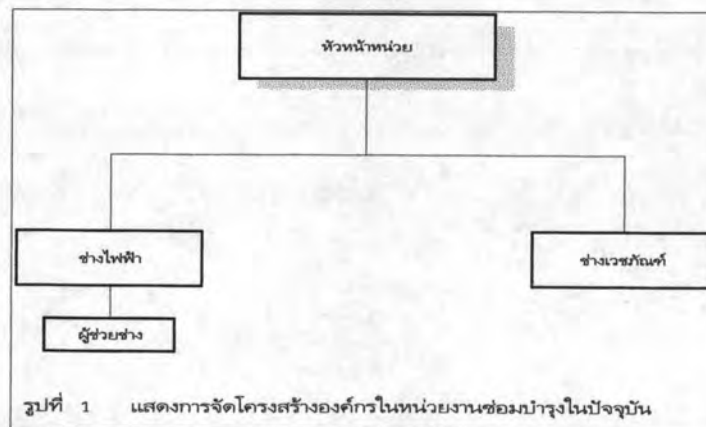 หัวหน้าหน่วย
ช่างไฟฟ้า
ช่างเวชภัณฑ์
ผู้ช่วยช่าง
รูปที่ 1 แสดงการจัดโครงสร้างองค์กรในหน่วยงานซ่อมบำรุงในปัจจุบัน